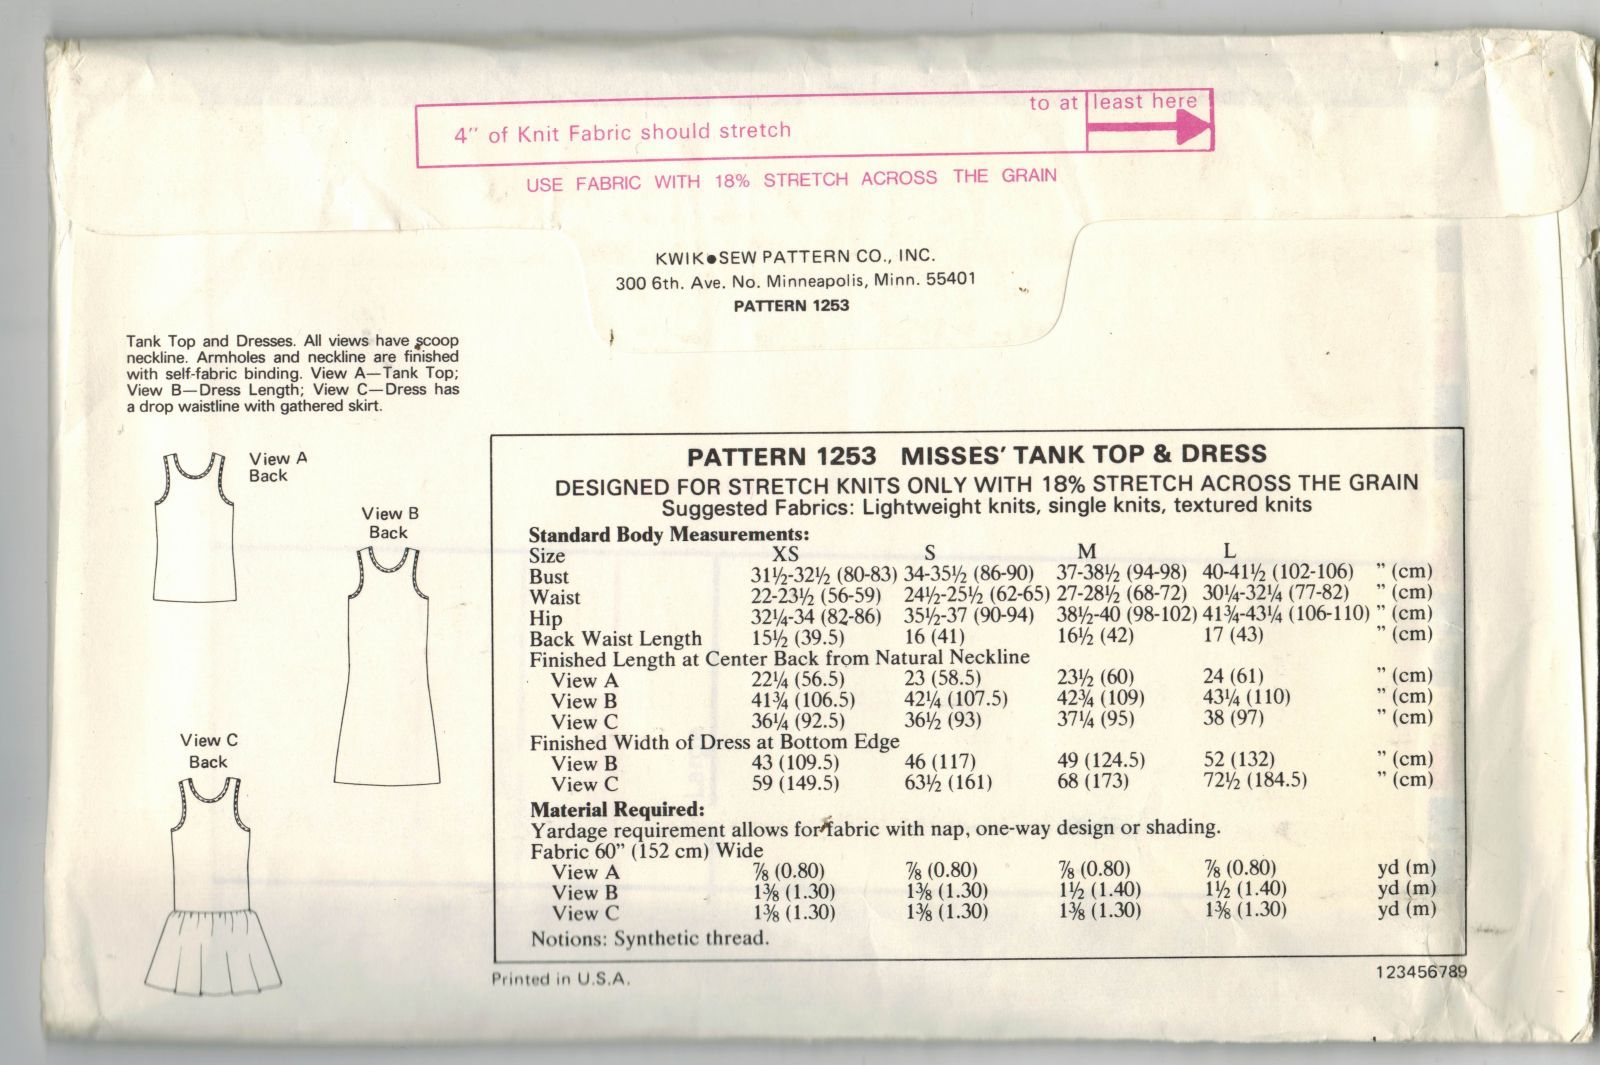 to at least here
4" of Knit Fabric should stretch
USE FABRIC WITH 18% STRETCH ACROSS THE GRAIN
KWIK●SEW PATTERN CO., INC.
300 6th. Ave. No. Minneapolis, Minn. 55401
PATTERN 1253
Tank Top and Dresses. All views have scoop
neckline. Armholes and neckline are finished
with self-fabric binding. View A—Tank Top;
View B—Dress Length; View C—Dress has
a drop waistline with gathered skirt.
View A
Back
View B
Back
View C
Back
PATTERN 1253 MISSES' TANK TOP & DRESS
DESIGNED FOR STRETCH KNITS ONLY WITH 18% STRETCH ACROSS THE GRAIN
Suggested Fabrics: Lightweight knits, single knits, textured knits
Standard Body Measurements:
Size XS S M L
Bust 31½-32½ (80-83) 34-35½ (86-90) 37-38½ (94-98) 40-41½ (102-106) " (cm)
Waist 22-23½ (56-59) 24½-25½ (62-65) 27-28½ (68-72) 30¼-32¼ (77-82) " (cm)
Hip 32¼-34 (82-86) 35½-37 (90-94) 38½-40 (98-102) 41¾-43¼ (106-110) " (cm)
Back Waist Length 15½ (39.5) 16 (41) 16½ (42) 17 (43) " (cm)
Finished Length at Center Back from Natural Neckline
View A 22¼ (56.5) 23 (58.5) 23½ (60) 24 (61) " (cm)
View B 41¾ (106.5) 42¼ (107.5) 42¾ (109) 43¼ (110) " (cm)
View C 36¼ (92.5) 36½ (93) 37¼ (95) 38 (97) " (cm)
Finished Width of Dress at Bottom Edge
View B 43 (109.5) 46 (117) 49 (124.5) 52 (132) " (cm)
View C 59 (149.5) 63½ (161) 68 (173) 72½ (184.5) " (cm)
Material Required:
Yardage requirement allows for fabric with nap, one-way design or shading.
Fabric 60" (152 cm) Wide
View A ⅞ (0.80) ⅞ (0.80) ⅞ (0.80) ⅞ (0.80) yd (m)
View B 1⅜ (1.30) 1⅜ (1.30) 1½ (1.40) 1½ (1.40) yd (m)
View C 1⅜ (1.30) 1⅜ (1.30) 1⅜ (1.30) 1⅜ (1.30) yd (m)
Notions: Synthetic thread.
Printed in U.S.A.
123456789